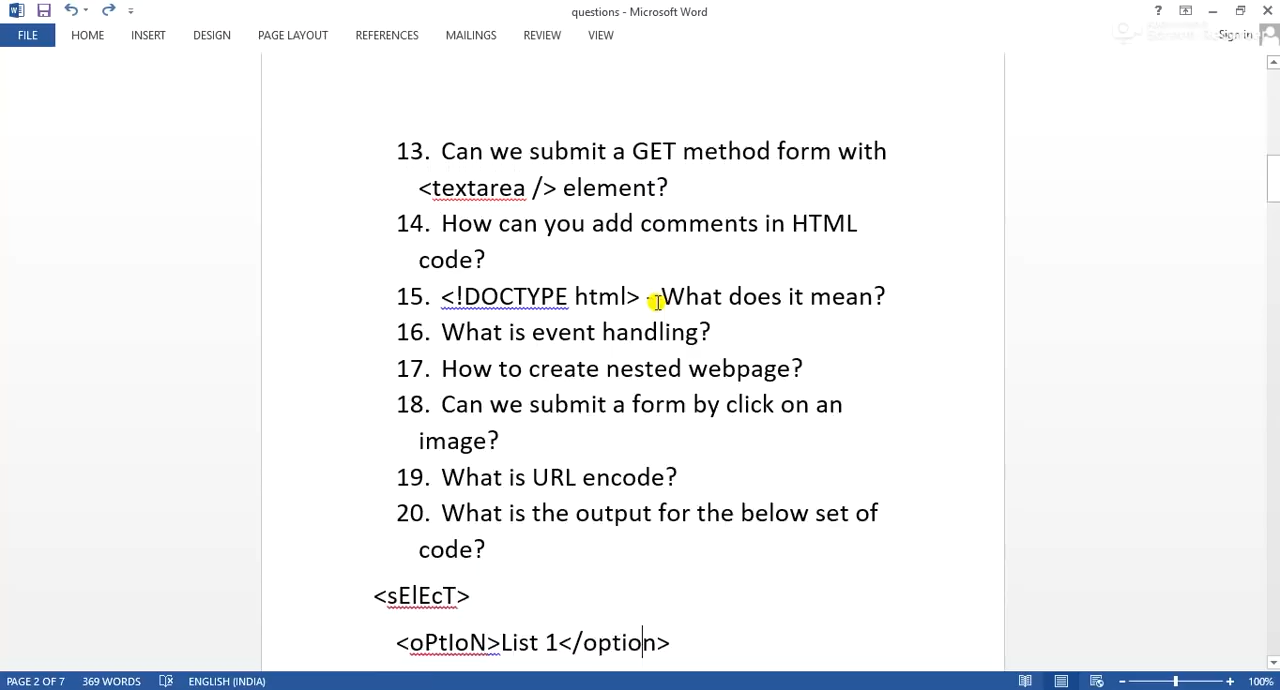 questions - Microsoft Word
?
Sign in
FILE HOME INSERT DESIGN PAGE LAYOUT REFERENCES MAILINGS REVIEW VIEW
13. Can we submit a GET method form with
<textarea /> element?
14. How can you add comments in HTML
code?
15. <!DOCTYPE html> - What does it mean?
16. What is event handling?
17. How to create nested webpage?
18. Can we submit a form by click on an
image?
19. What is URL encode?
20. What is the output for the below set of
code?
<sElEcT>
<oPtIoN>List 1</option>
PAGE 2 OF 7 369 WORDS ENGLISH (INDIA) 100%